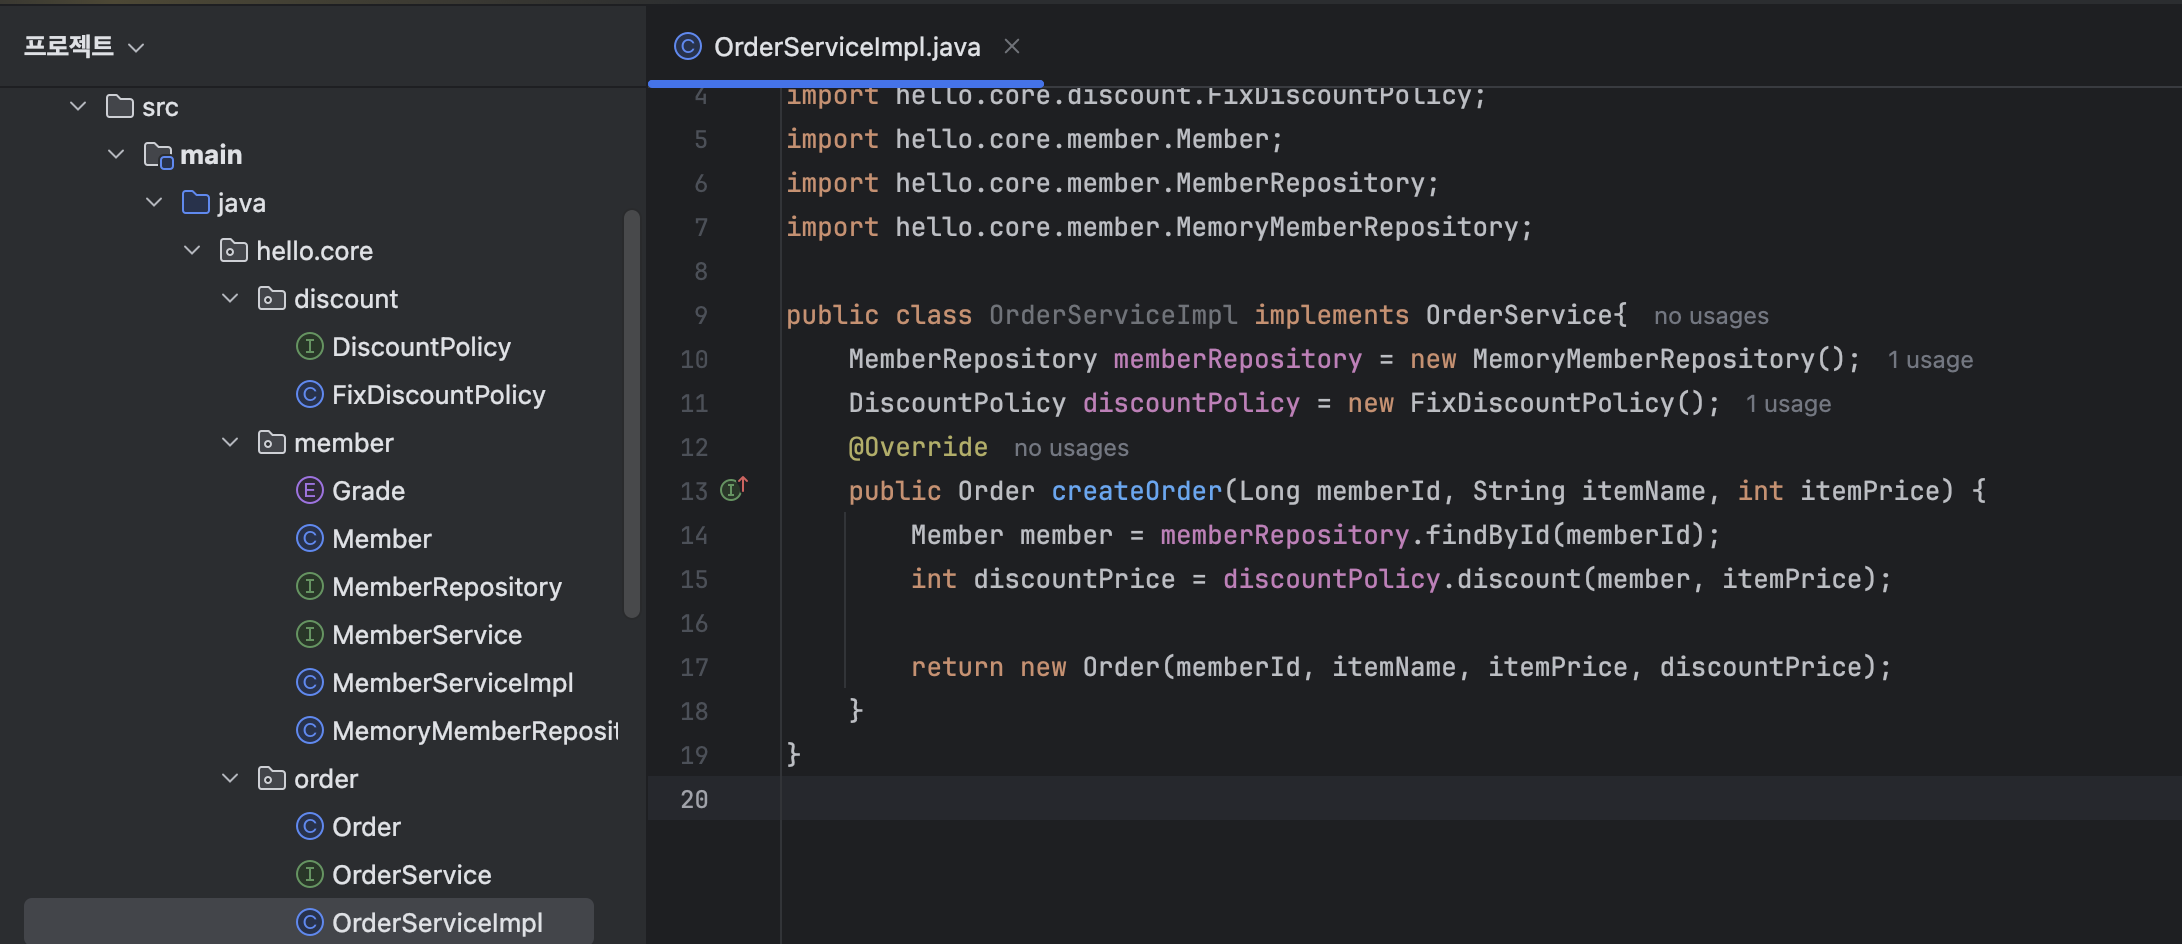 프로젝트
src
main
java
hello.core
discount
DiscountPolicy
FixDiscountPolicy
member
Grade
Member
MemberRepository
MemberService
MemberServiceImpl
MemoryMemberReposit
order
Order
OrderService
OrderServiceImpl
OrderServiceImpl.java
4 import hello.core.discount.FixDiscountPolicy;
5 import hello.core.member.Member;
6 import hello.core.member.MemberRepository;
7 import hello.core.member.MemoryMemberRepository;
8
9 public class OrderServiceImpl implements OrderService{ no usages
10 MemberRepository memberRepository = new MemoryMemberRepository(); 1 usage
11 DiscountPolicy discountPolicy = new FixDiscountPolicy(); 1 usage
12 @Override no usages
13 public Order createOrder(Long memberId, String itemName, int itemPrice) {
14 Member member = memberRepository.findById(memberId);
15 int discountPrice = discountPolicy.discount(member, itemPrice);
16
17 return new Order(memberId, itemName, itemPrice, discountPrice);
18 }
19 }
20